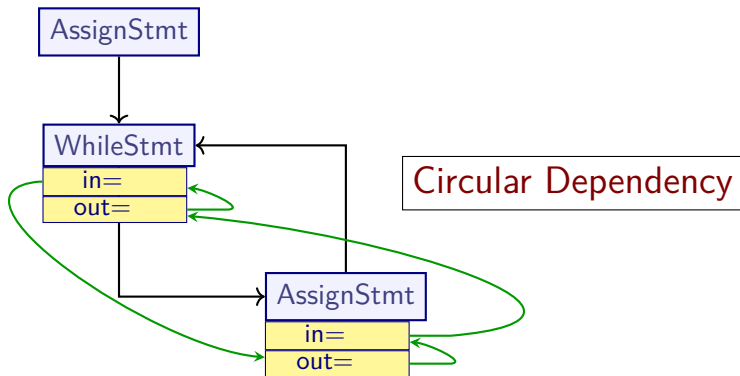 AssignStmt
WhileStmt
in=
out=
Circular Dependency
AssignStmt
in=
out=